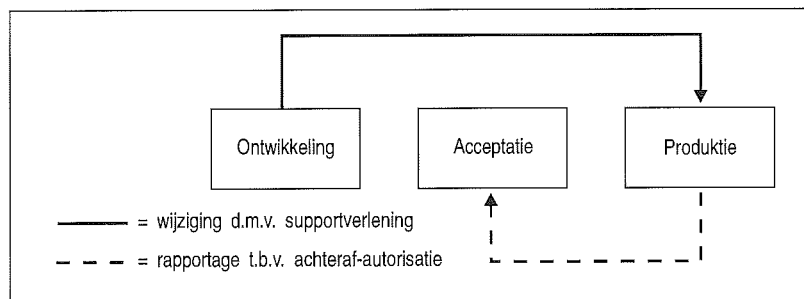 Ontwikkeling Acceptatie Produktie
= wijziging d.m.v. supportverlening
= rapportage t.b.v. achteraf-autorisatie